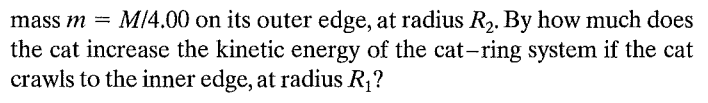 mass m = M/4.00 on its outer edge, at radius R₂. By how much does
the cat increase the kinetic energy of the cat–ring system if the cat
crawls to the inner edge, at radius R₁?